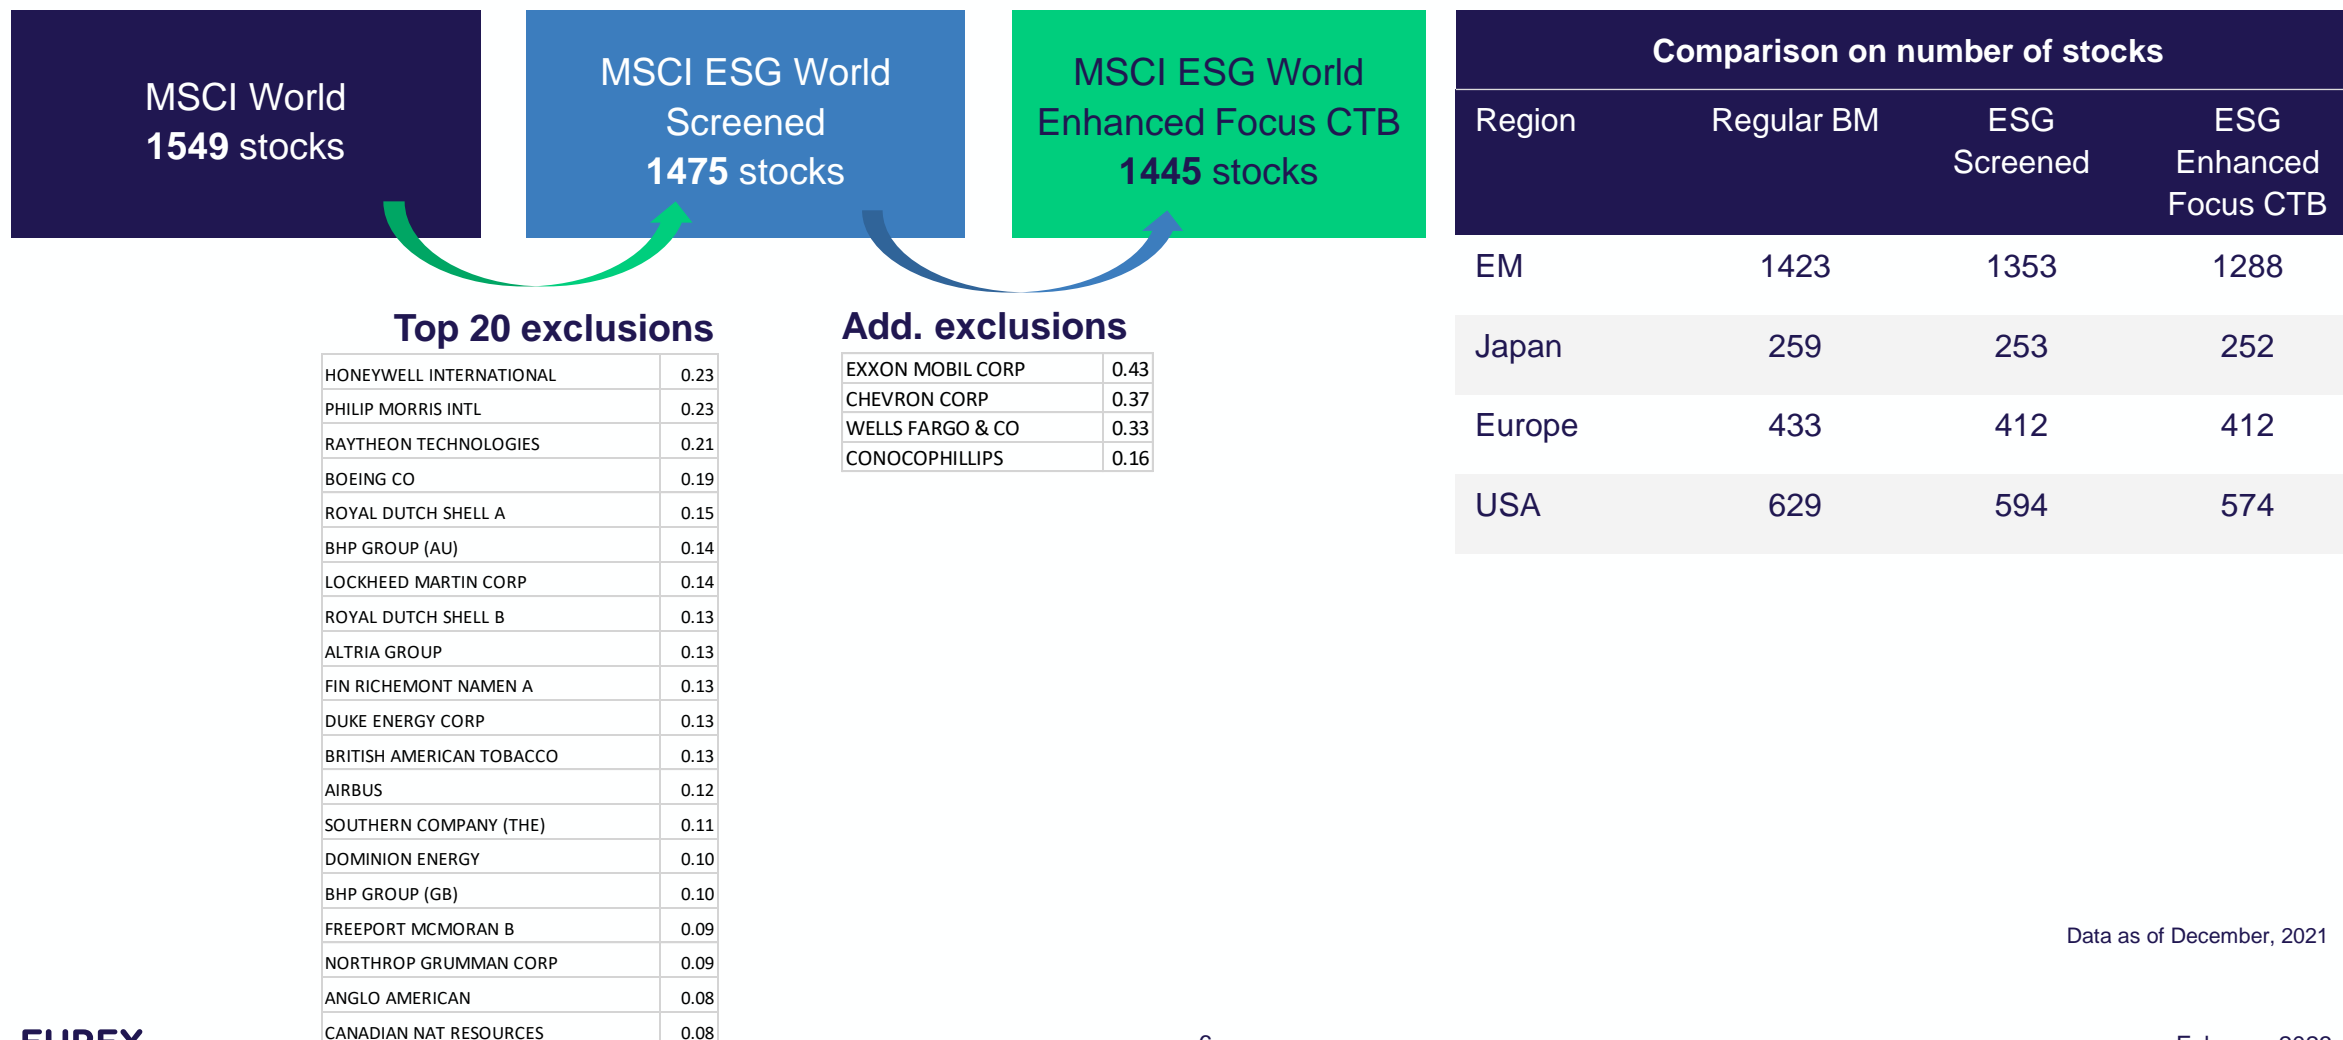 MSCI World
1549 stocks
MSCI ESG World
Screened
1475 stocks
MSCI ESG World
Enhanced Focus CTB
1445 stocks
Top 20 exclusions
HONEYWELL INTERNATIONAL 0.23
PHILIP MORRIS INTL 0.23
RAYTHEON TECHNOLOGIES 0.21
BOEING CO 0.19
ROYAL DUTCH SHELL A 0.15
BHP GROUP (AU) 0.14
LOCKHEED MARTIN CORP 0.14
ROYAL DUTCH SHELL B 0.13
ALTRIA GROUP 0.13
FIN RICHEMONT NAMEN A 0.13
DUKE ENERGY CORP 0.13
BRITISH AMERICAN TOBACCO 0.13
AIRBUS 0.12
SOUTHERN COMPANY (THE) 0.11
DOMINION ENERGY 0.10
BHP GROUP (GB) 0.10
FREEPORT MCMORAN B 0.09
NORTHROP GRUMMAN CORP 0.09
ANGLO AMERICAN 0.08
CANADIAN NAT RESOURCES 0.08
Add. exclusions
EXXON MOBIL CORP 0.43
CHEVRON CORP 0.37
WELLS FARGO & CO 0.33
CONOCOPHILLIPS 0.16
Comparison on number of stocks
Region Regular BM ESG Screened ESG Enhanced Focus CTB
EM 1423 1353 1288
Japan 259 253 252
Europe 433 412 412
USA 629 594 574
Data as of December, 2021
EUREX